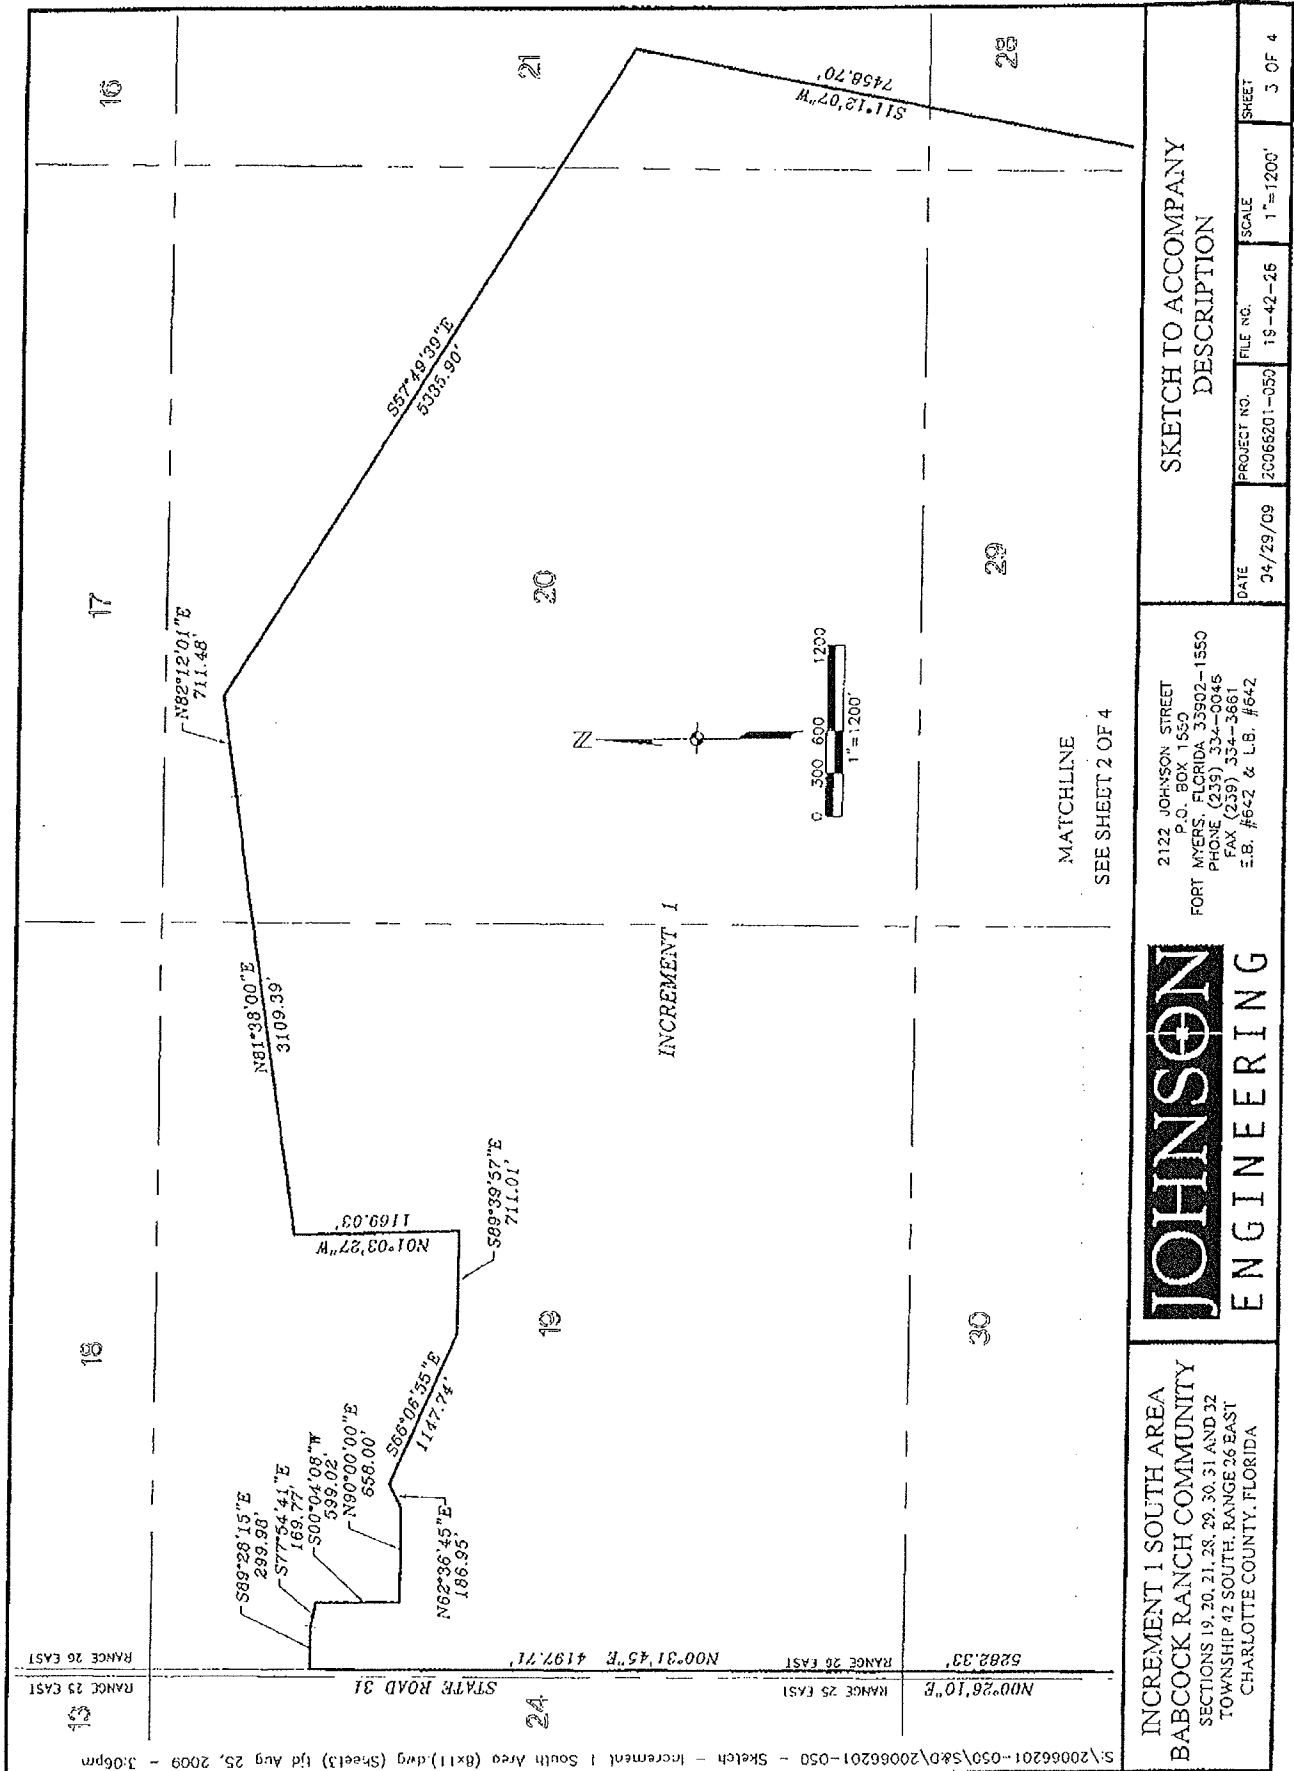 16
17
18
13
21
20
19
24
28
29
30
RANGE 26 EAST
RANGE 25 EAST
STATE ROAD 31
N00°31'45"E 4197.71'
RANGE 26 EAST
RANGE 25 EAST
5282.33'
N00°26'10"E
S89°28'15"E
299.98'
S77°54'41"E
169.77'
S00°04'08"W
599.02'
N90°00'00"E
658.00'
N62°36'45"E
186.95'
S66°06'55"E
1147.74'
S89°39'57"E
711.01'
N01°03'27"W
1169.03'
N81°38'00"E
3109.39'
N82°12'01"E
711.48'
S57°49'39"E
5335.90'
S11°12'07"W
7458.70'
INCREMENT 1
N
0 300 600 1200
1"=1200'
MATCHLINE
SEE SHEET 2 OF 4
S:\20066201-050\S&D\20066201-050 - Sketch - Increment 1 South Area (8x11).dwg (Sheet3) tjd Aug 25, 2009 - 3:06pm
INCREMENT 1 SOUTH AREA
BABCOCK RANCH COMMUNITY
SECTIONS 19, 20, 21, 28, 29, 30, 31 AND 32
TOWNSHIP 42 SOUTH, RANGE 26 EAST
CHARLOTTE COUNTY, FLORIDA
JOHNSON
ENGINEERING
2122 JOHNSON STREET
P.O. BOX 1550
FORT MYERS, FLORIDA 33902-1550
PHONE (239) 334-0046
FAX (239) 334-3661
E.B. #642 & L.B. #642
SKETCH TO ACCOMPANY
DESCRIPTION
DATE
04/29/09
PROJECT NO.
20066201-050
FILE NO.
19-42-26
SCALE
1"=1200'
SHEET
3 OF 4